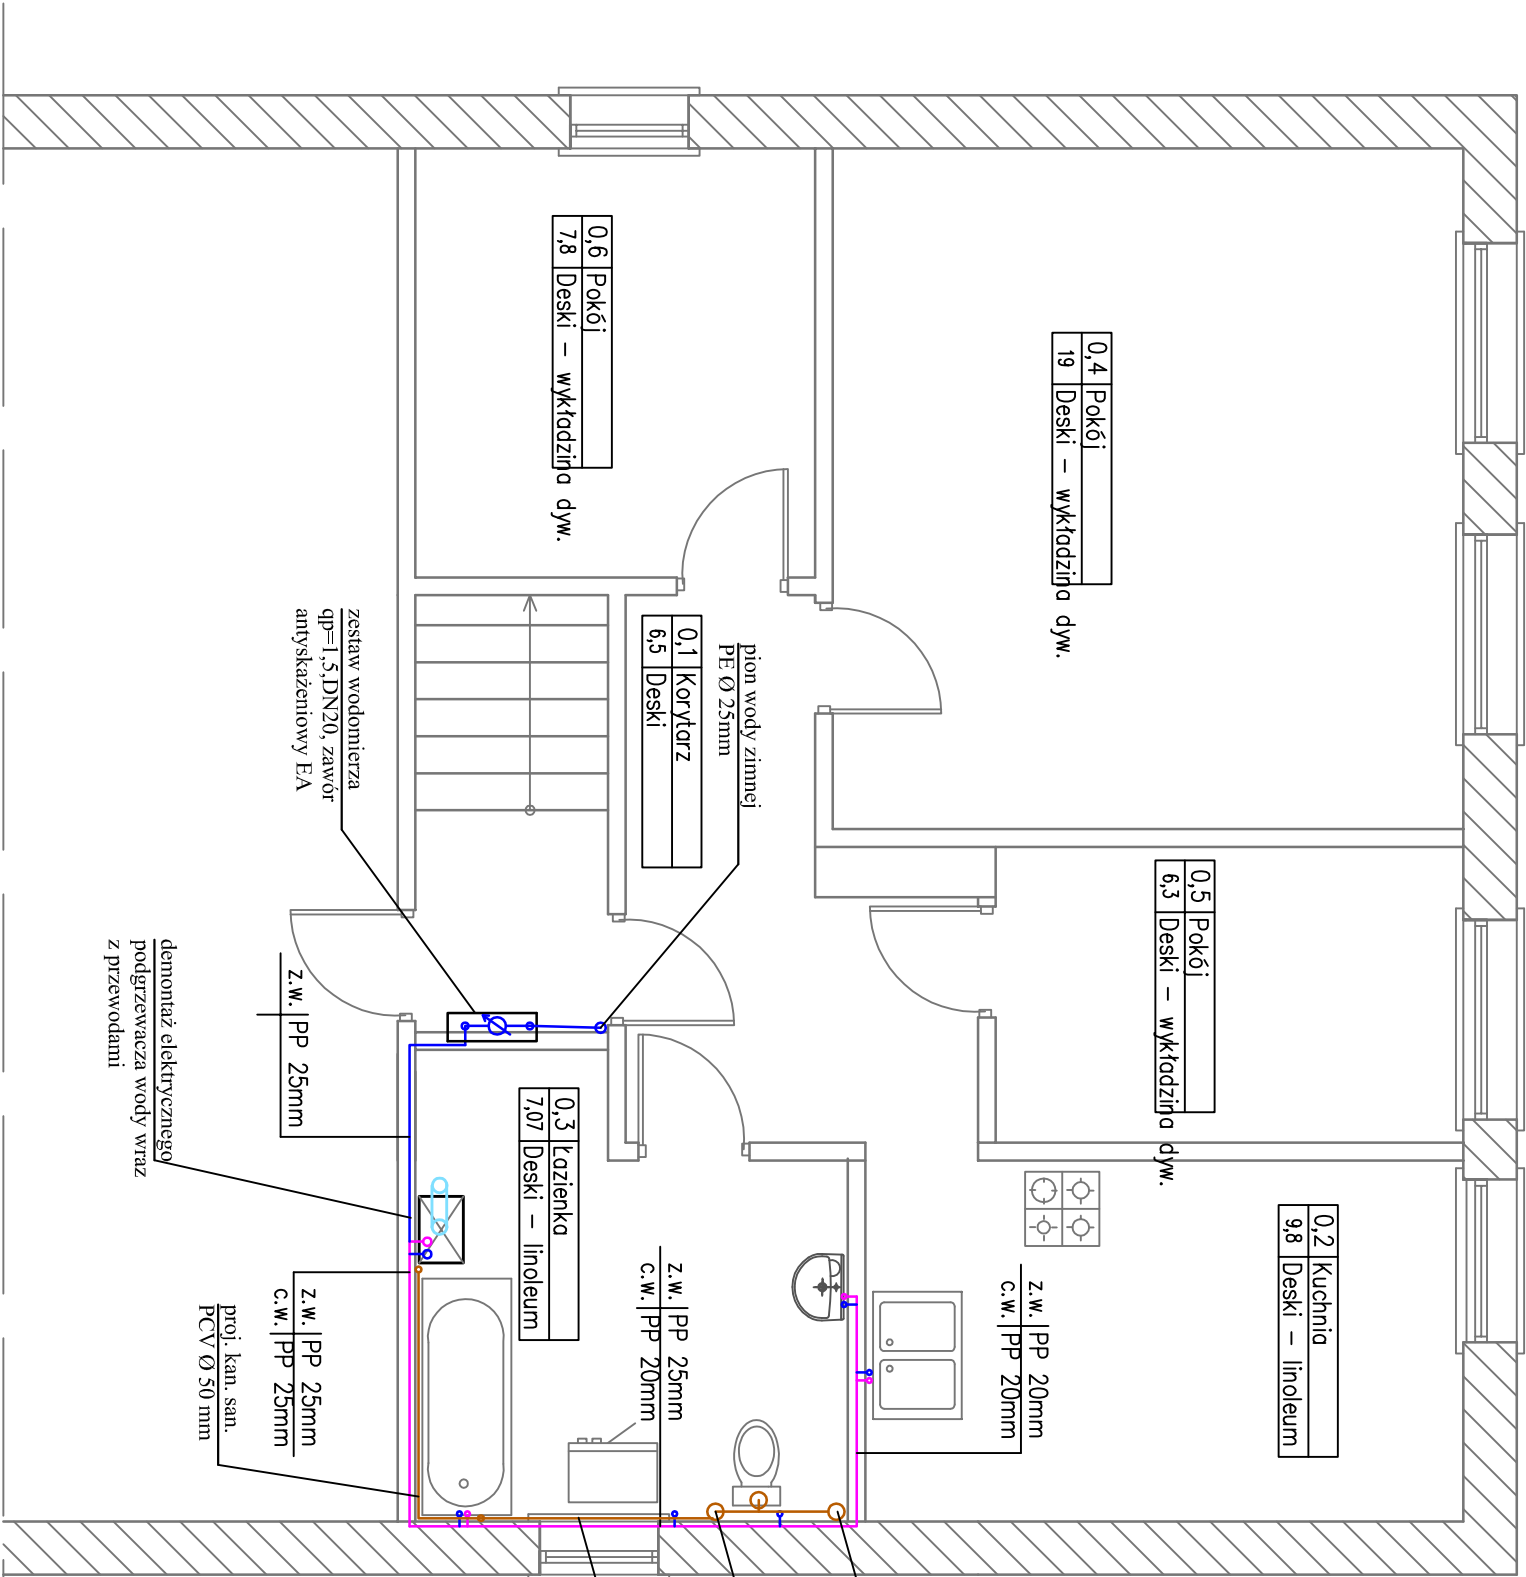 0,4 Pokój
19 Deski - wykładzina dyw.
0,6 Pokój
7,8 Deski - wykładzina dyw.
0,5 Pokój
6,3 Deski - wykładzina dyw.
0,2 Kuchnia
9,8 Deski - linoleum
0,1 Korytarz
6,5 Deski
0,3 Łazienka
7,07 Deski - linoleum
pion wody zimnej
PE Ø 25mm
zestaw wodomierza
qp=1,5,DN20, zawór
antyskażeniowy EA
z.w. PP 25mm
demontaż elektrycznego
podgrzewacza wody wraz
z przewodami
z.w. PP 20mm
c.w. PP 20mm
z.w. PP 25mm
c.w. PP 20mm
z.w. PP 25mm
c.w. PP 25mm
proj. kan. san.
PCV Ø 50 mm